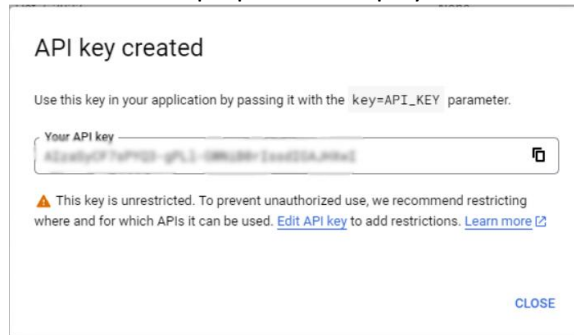 API key created
Use this key in your application by passing it with the key=API_KEY parameter.
Your API key
This key is unrestricted. To prevent unauthorized use, we recommend restricting
where and for which APIs it can be used. Edit API key to add restrictions. Learn more
CLOSE